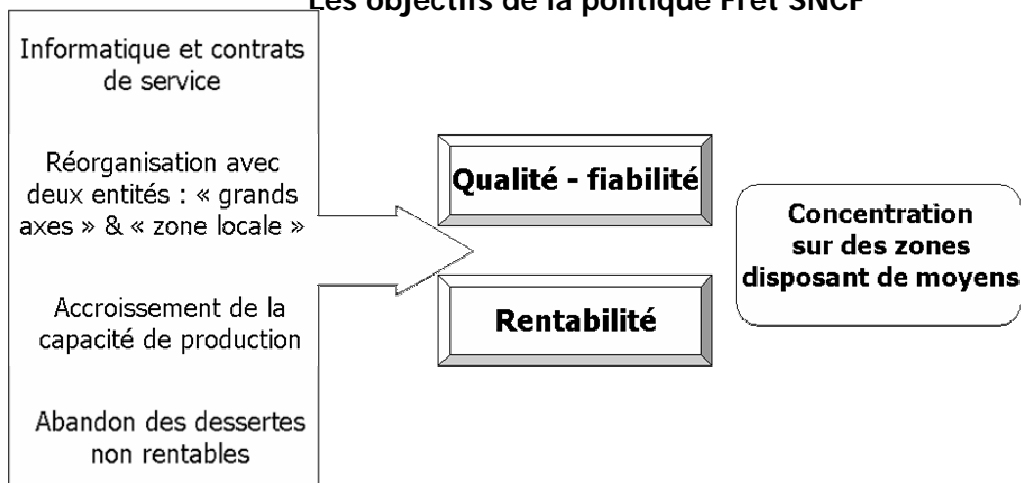 Les objectifs de la politique Fret SNCF
Informatique et contrats
de service
Réorganisation avec
deux entités : « grands
axes » & « zone locale »
Accroissement de la
capacité de production
Abandon des dessertes
non rentables
Qualité - fiabilité
Rentabilité
Concentration
sur des zones
disposant de moyens